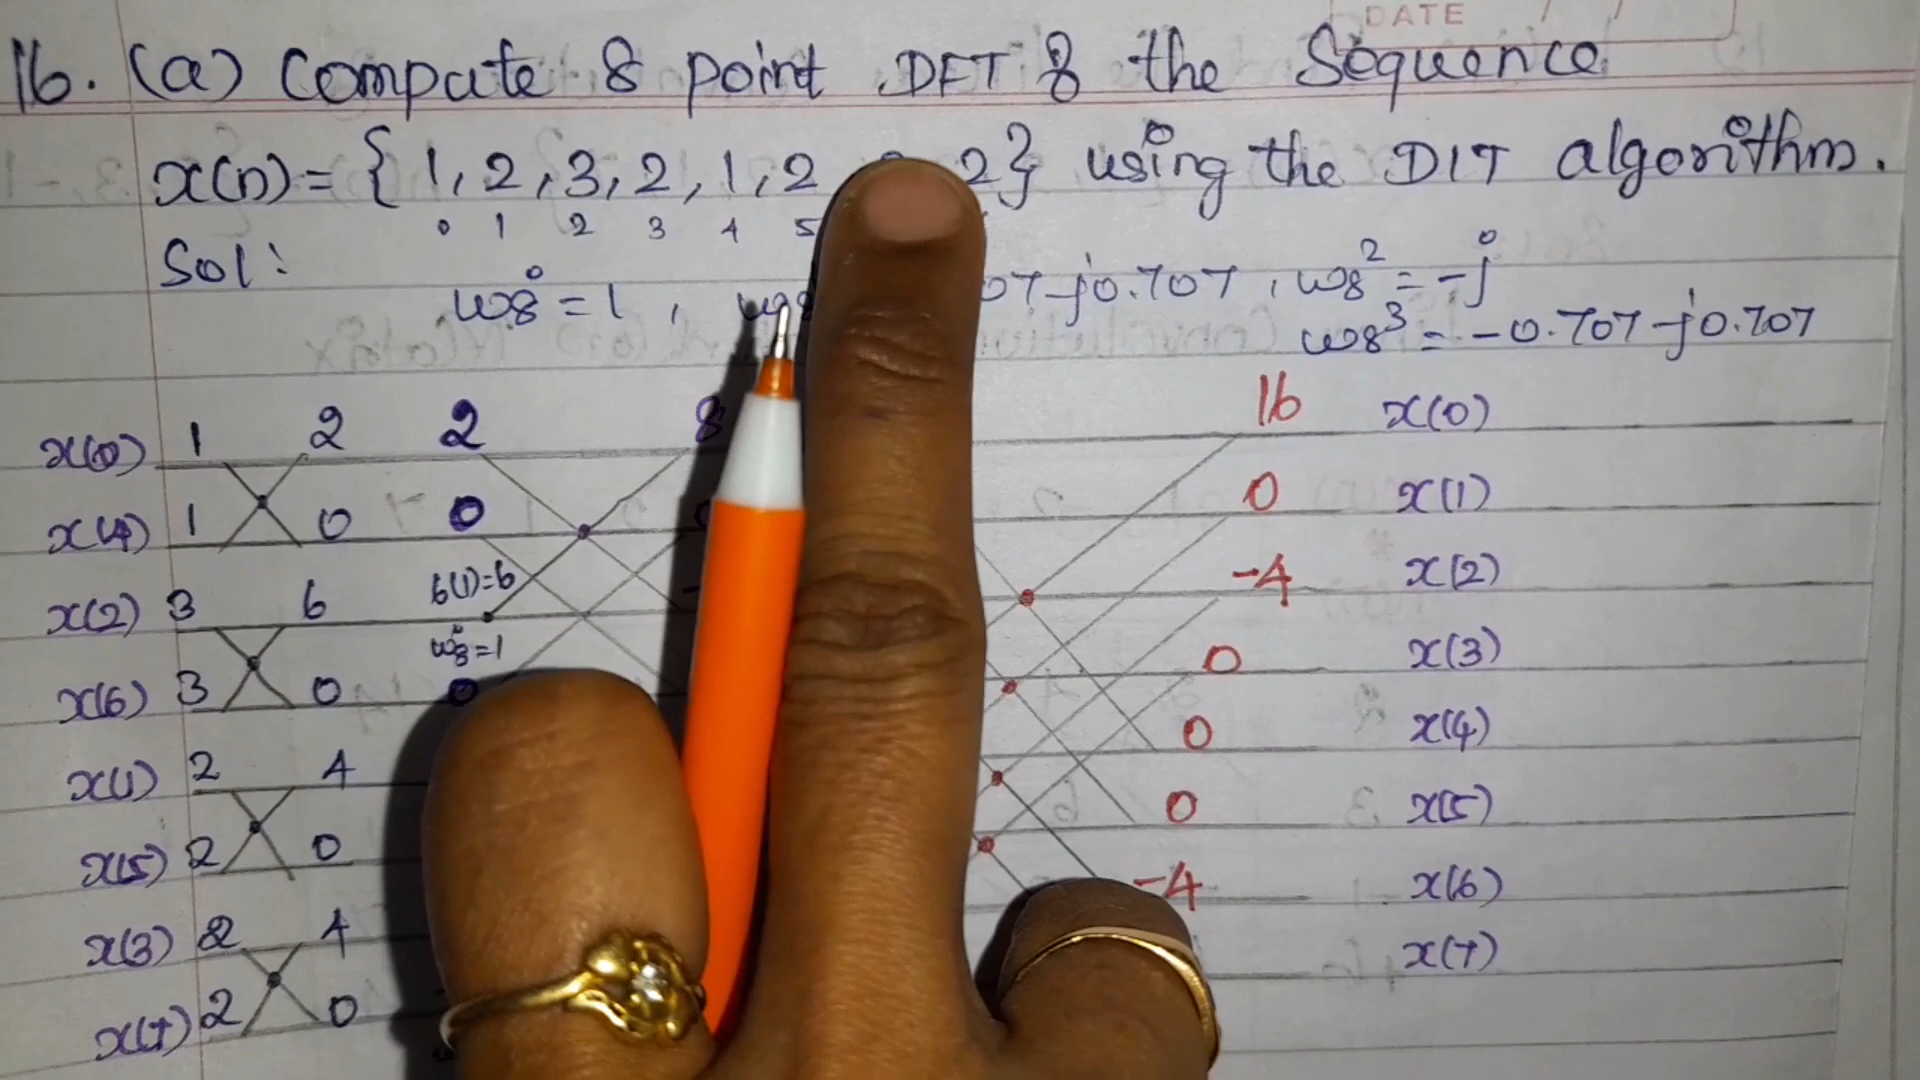 DATE / /
16. (a) Compute 8 point DFT of the Sequence
x(n) = { 1, 2, 3, 2, 1, 2 2} using the DIT algorithm.
0 1 2 3 4 5
Sol:
w8^0 = 1 , w8 07-j0.707 , w8^2 = -j
w8^3 = -0.707-j0.707
x(0) 1 2 2 8 16 x(0)
x(4) 1 0 0 0 x(1)
x(2) 3 6 6(1)=6 -4 x(2)
w8^0=1
x(6) 3 0 0 0 x(3)
x(1) 2 4 0 x(4)
x(5) 2 0 0 x(5)
x(3) 2 4 -4 x(6)
x(7) 2 0 x(7)